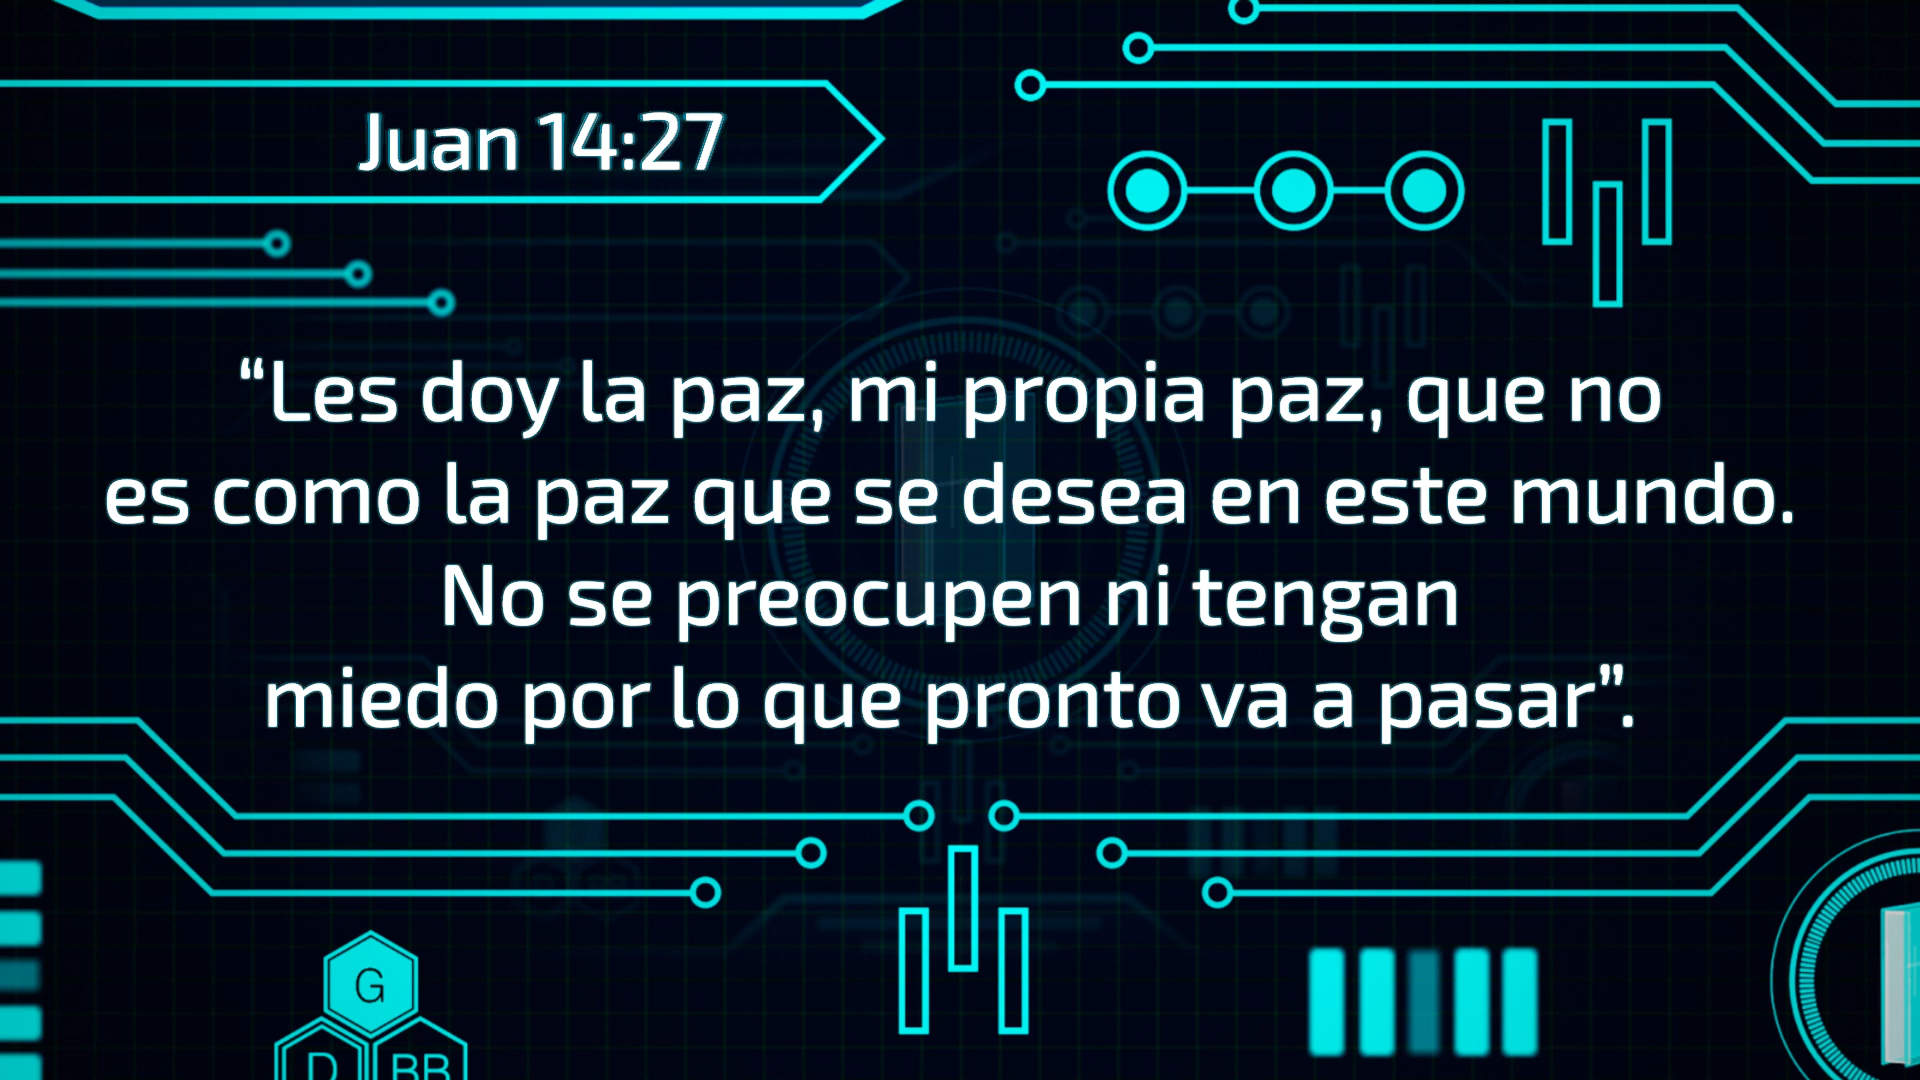 Juan 14:27
“Les doy la paz, mi propia paz, que no
es como la paz que se desea en este mundo.
No se preocupen ni tengan
miedo por lo que pronto va a pasar”.
G
D BB